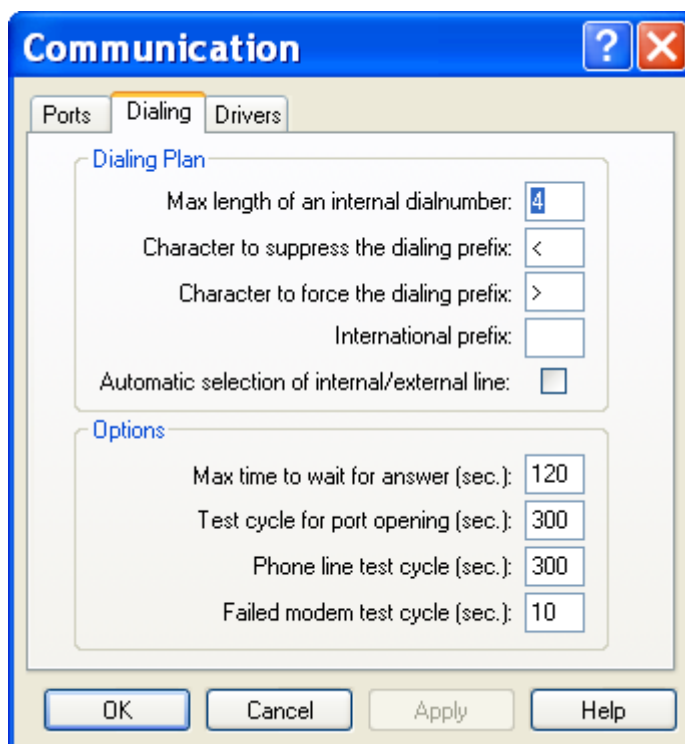 Communication
?
Ports Dialing Drivers
Dialing Plan
Max length of an internal dialnumber: 4
Character to suppress the dialing prefix: <
Character to force the dialing prefix: >
International prefix:
Automatic selection of internal/external line:
Options
Max time to wait for answer (sec.): 120
Test cycle for port opening (sec.): 300
Phone line test cycle (sec.): 300
Failed modem test cycle (sec.): 10
OK Cancel Apply Help